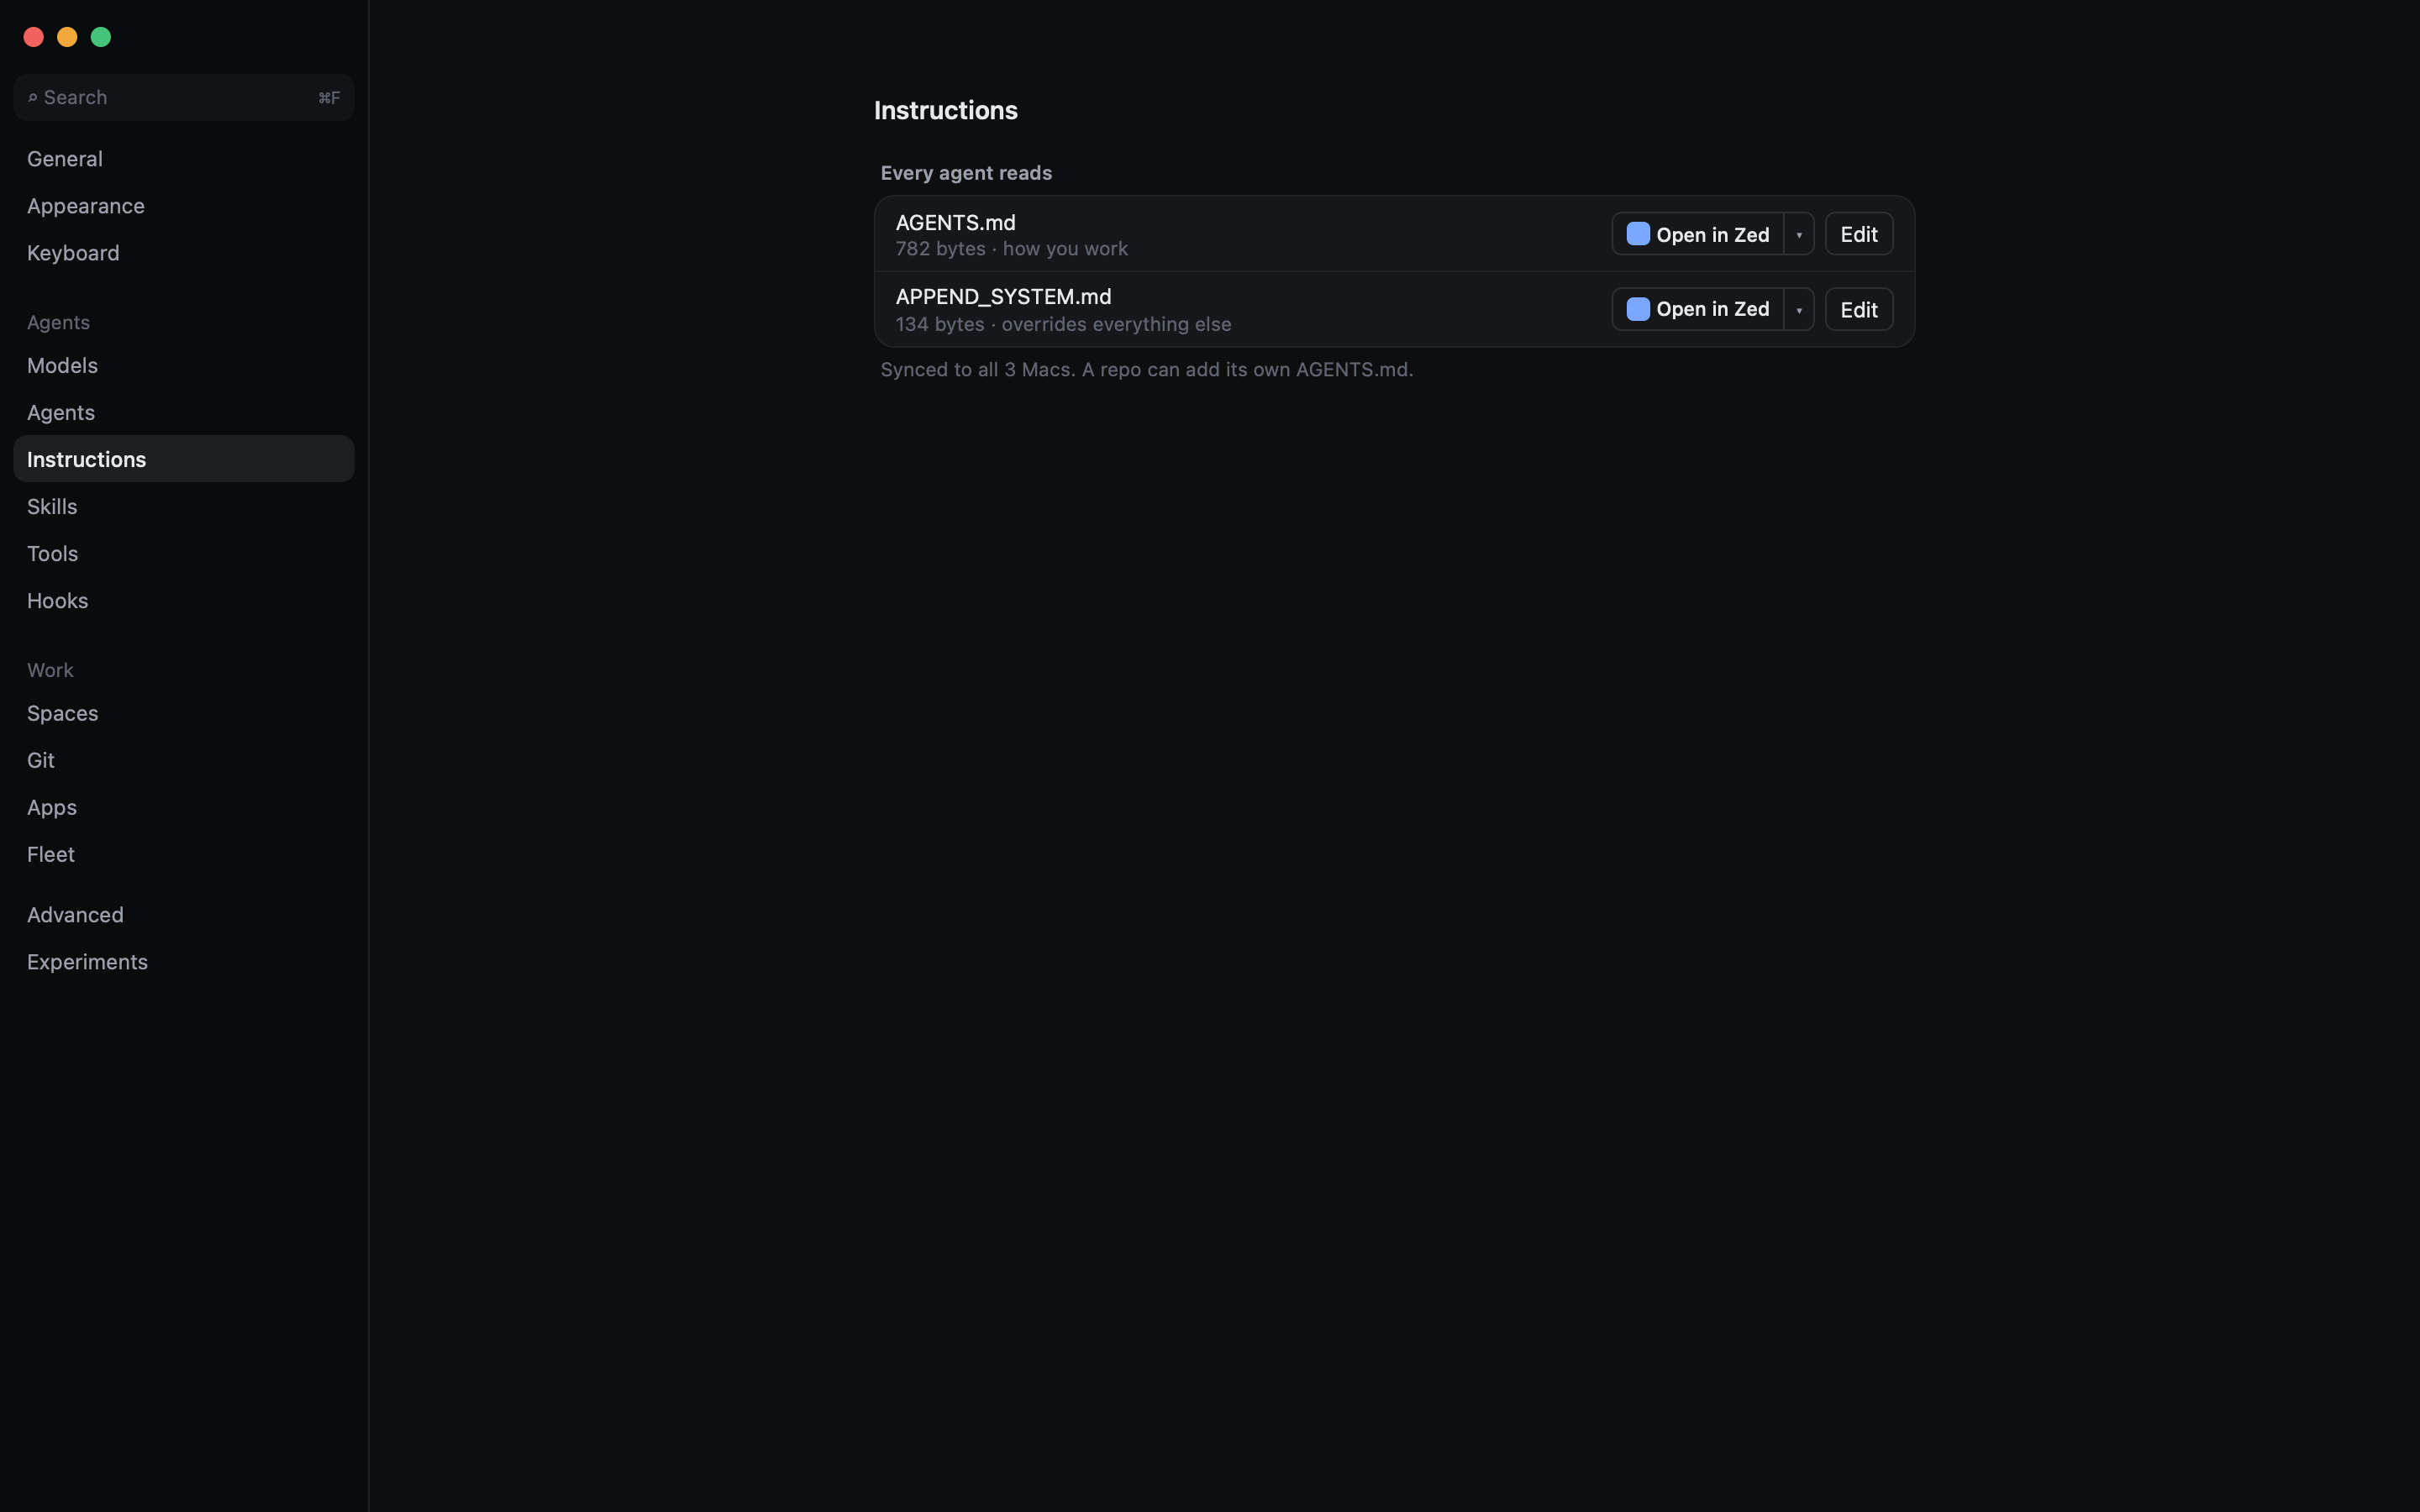 Search ⌘F
General
Appearance
Keyboard
Agents
Models
Agents
Instructions
Skills
Tools
Hooks
Work
Spaces
Git
Apps
Fleet
Advanced
Experiments
Instructions
Every agent reads
AGENTS.md
782 bytes · how you work
Open in Zed ▾ Edit
APPEND_SYSTEM.md
134 bytes · overrides everything else
Open in Zed ▾ Edit
Synced to all 3 Macs. A repo can add its own AGENTS.md.